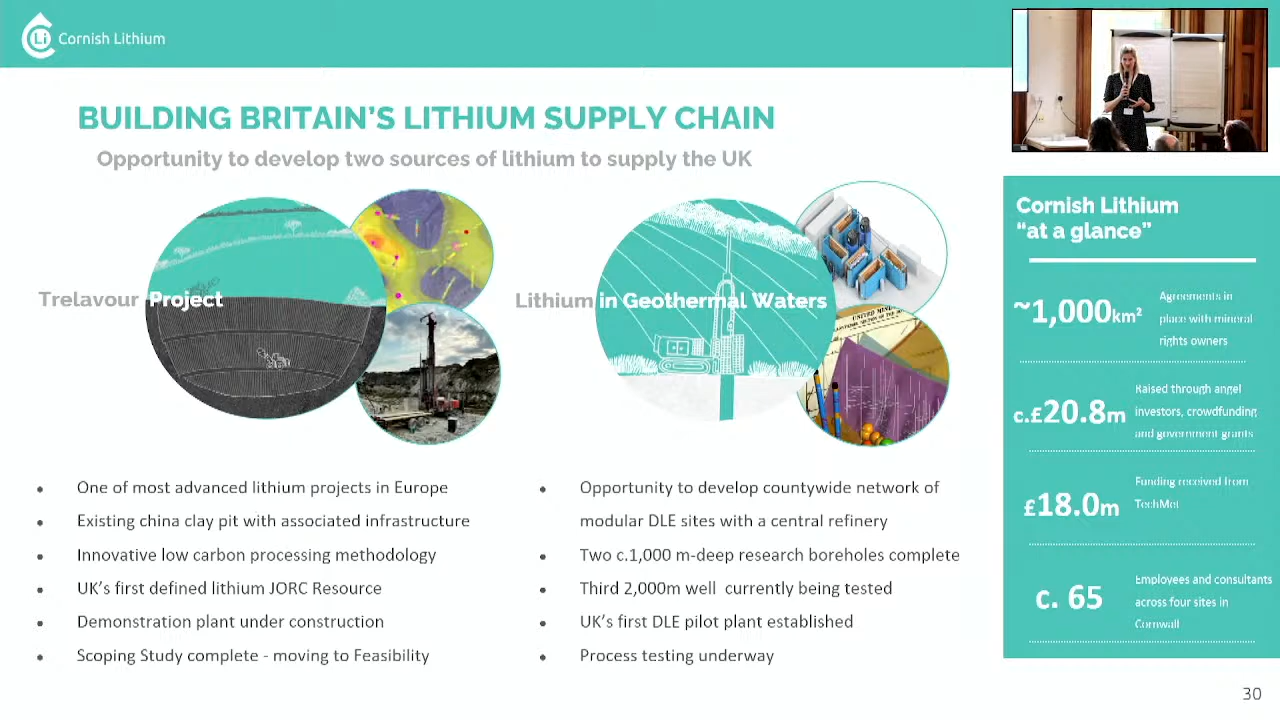 Li
Cornish Lithium
BUILDING BRITAIN'S LITHIUM SUPPLY CHAIN
Opportunity to develop two sources of lithium to supply the UK
Trelavour Project
Lithium in Geothermal Waters
UNITED MIN
• One of most advanced lithium projects in Europe
• Existing china clay pit with associated infrastructure
• Innovative low carbon processing methodology
• UK's first defined lithium JORC Resource
• Demonstration plant under construction
• Scoping Study complete - moving to Feasibility
• Opportunity to develop countywide network of
modular DLE sites with a central refinery
• Two c.1,000 m-deep research boreholes complete
• Third 2,000m well currently being tested
• UK's first DLE pilot plant established
• Process testing underway
Cornish Lithium
"at a glance"
~1,000km²
Agreements in
place with mineral
rights owners
c.£20.8m
Raised through angel
investors, crowdfunding
and government grants
£18.0m
Funding received from
TechMet
c. 65
Employees and consultants
across four sites in
Cornwall
30